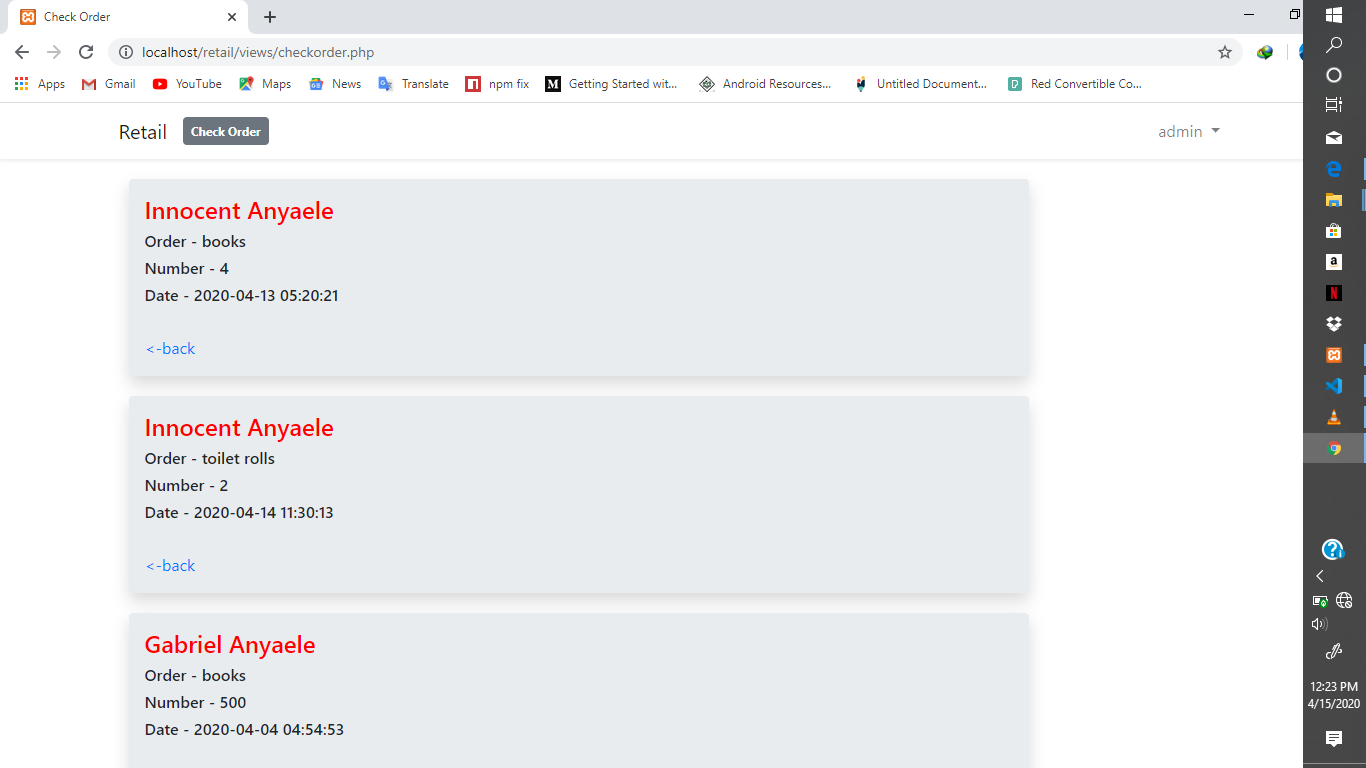 Check Order
localhost/retail/views/checkorder.php
Apps Gmail YouTube Maps News Translate npm fix Getting Started wit... Android Resources... Untitled Document... Red Convertible Co...
Retail Check Order admin
Innocent Anyaele
Order - books
Number - 4
Date - 2020-04-13 05:20:21
<-back
Innocent Anyaele
Order - toilet rolls
Number - 2
Date - 2020-04-14 11:30:13
<-back
Gabriel Anyaele
Order - books
Number - 500
Date - 2020-04-04 04:54:53
12:23 PM
4/15/2020